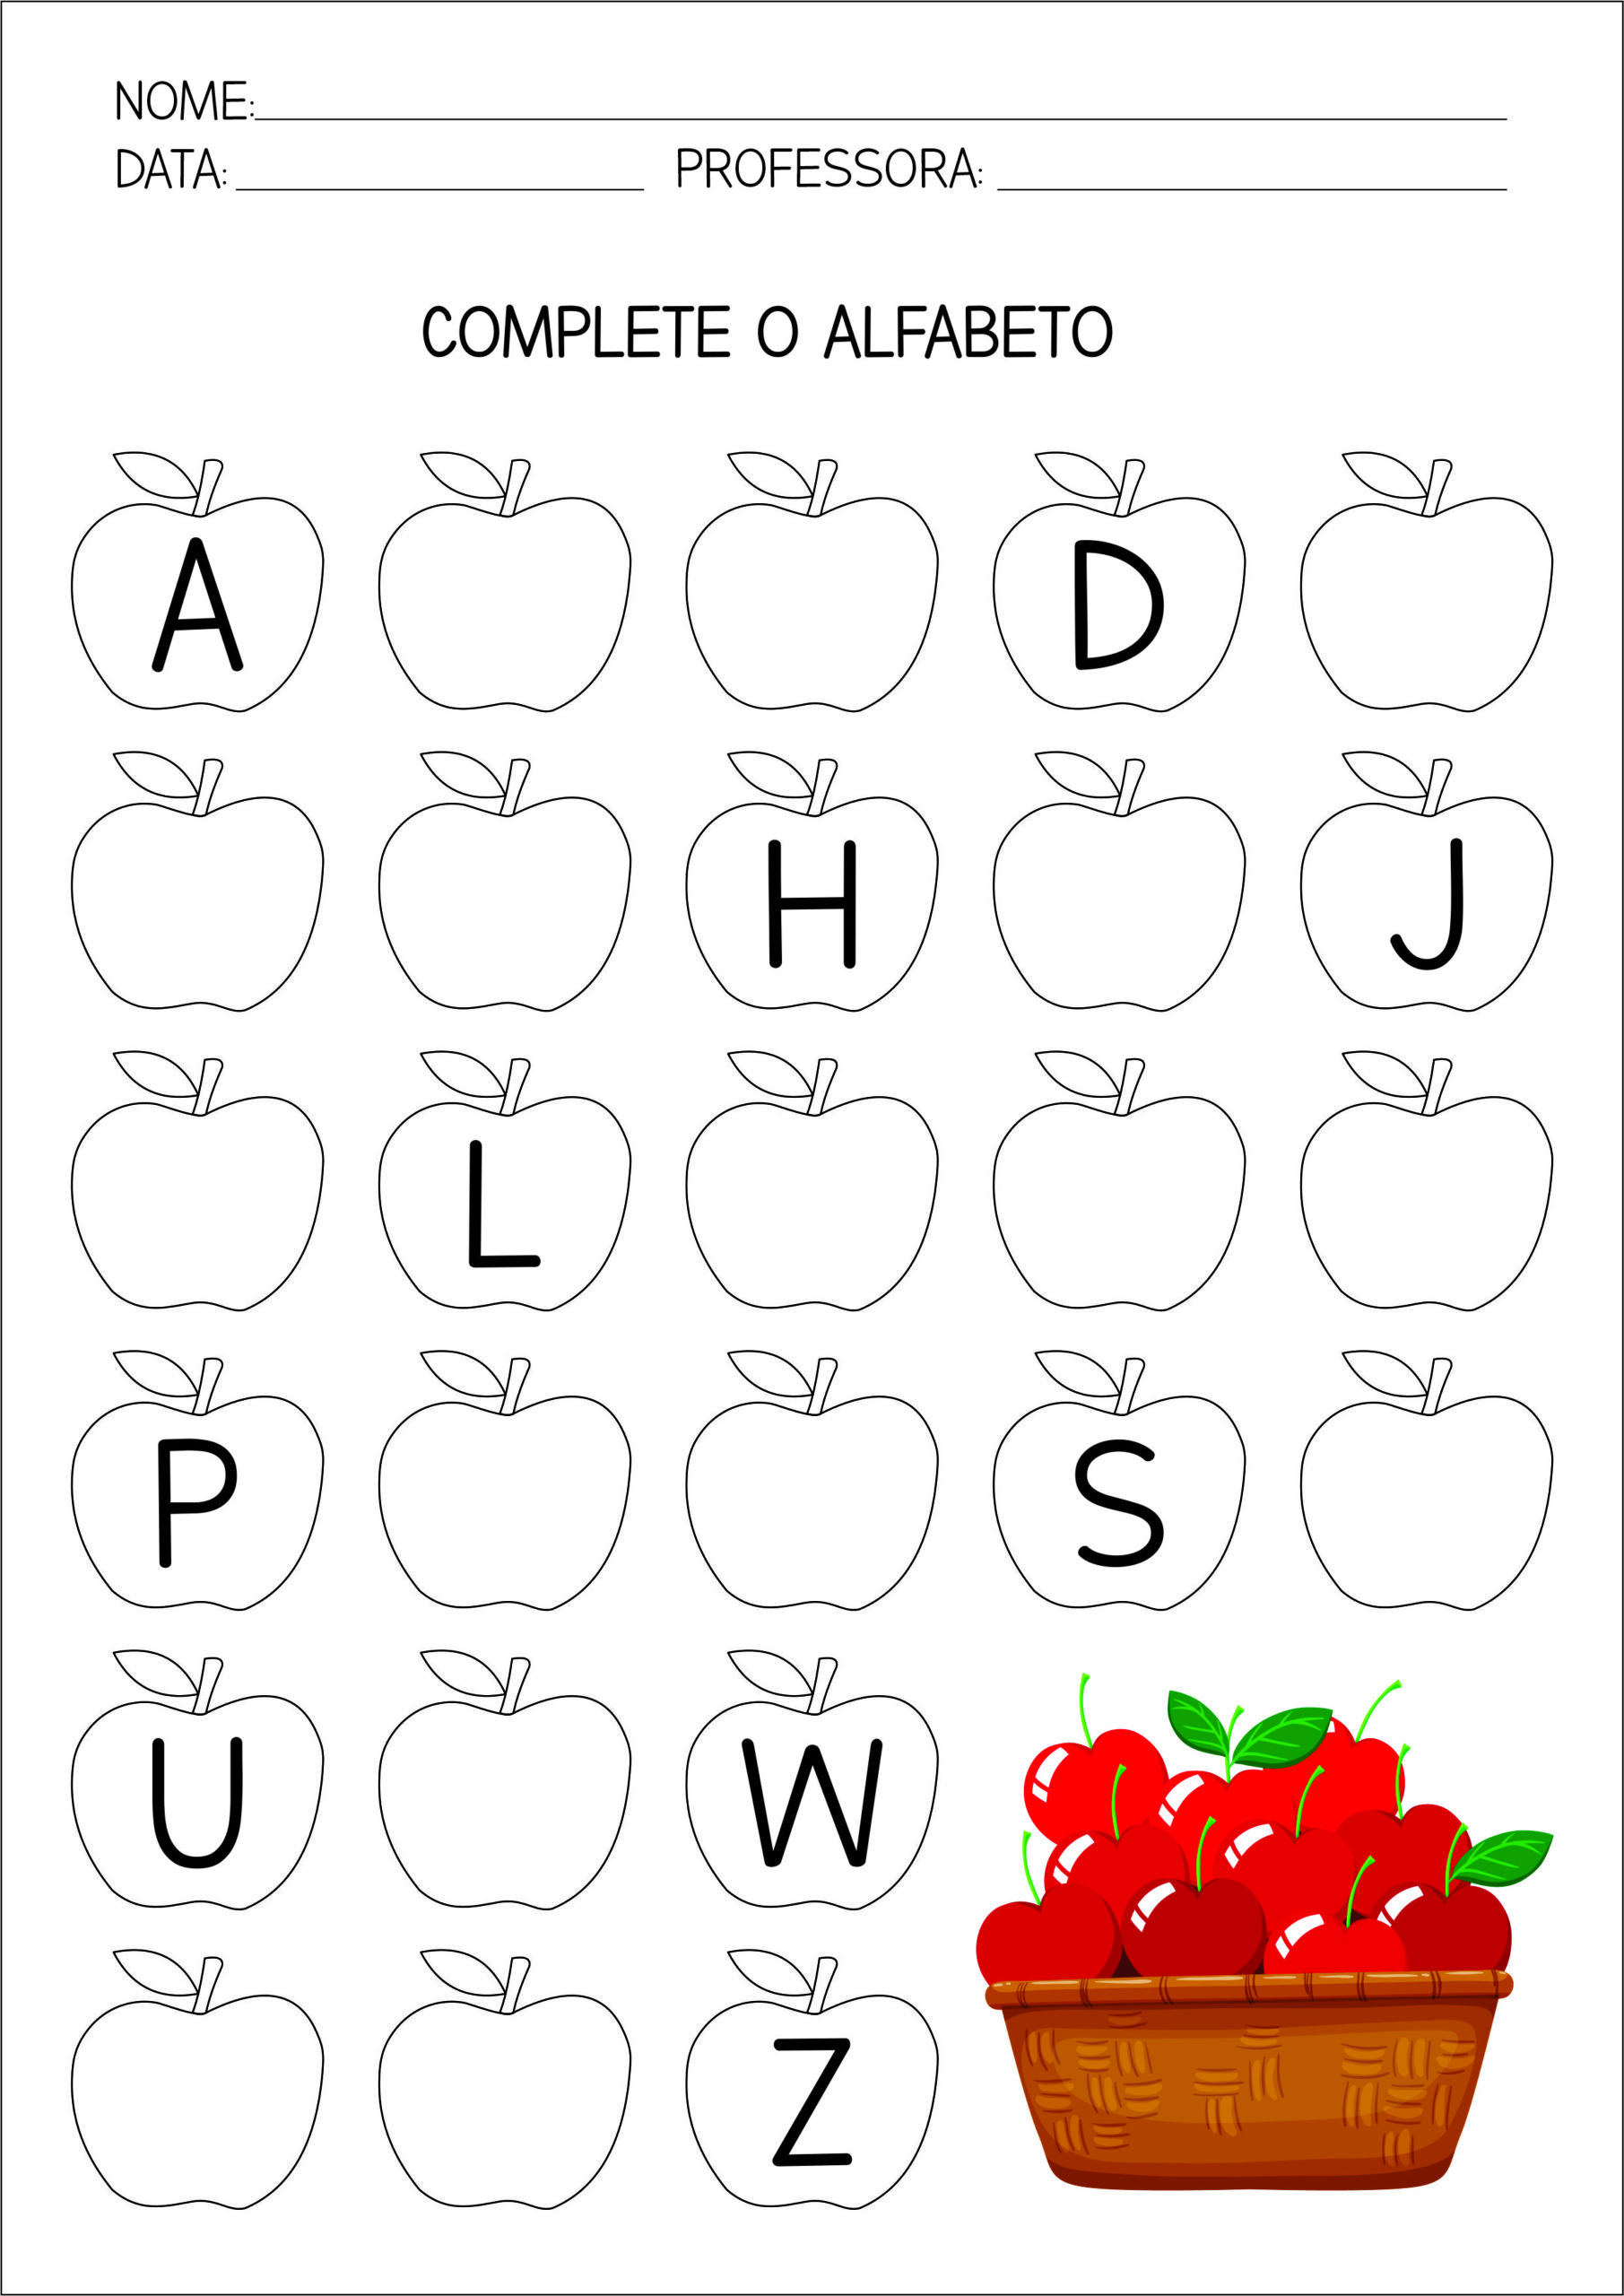 NOME:
DATA: PROFESSORA:
COMPLETE O ALFABETO
A D
H J
L
P S
U W
Z